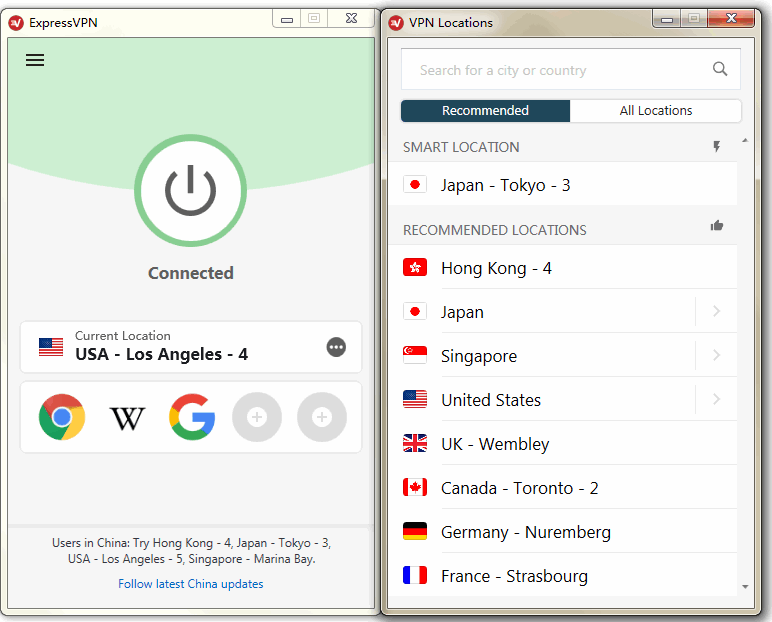 ExpressVPN
Connected
Current Location
USA - Los Angeles - 4
W
Users in China: Try Hong Kong - 4, Japan - Tokyo - 3,
USA - Los Angeles - 5, Singapore - Marina Bay.
Follow latest China updates
VPN Locations
Search for a city or country
Recommended
All Locations
SMART LOCATION
Japan - Tokyo - 3
RECOMMENDED LOCATIONS
Hong Kong - 4
Japan
Singapore
United States
UK - Wembley
Canada - Toronto - 2
Germany - Nuremberg
France - Strasbourg